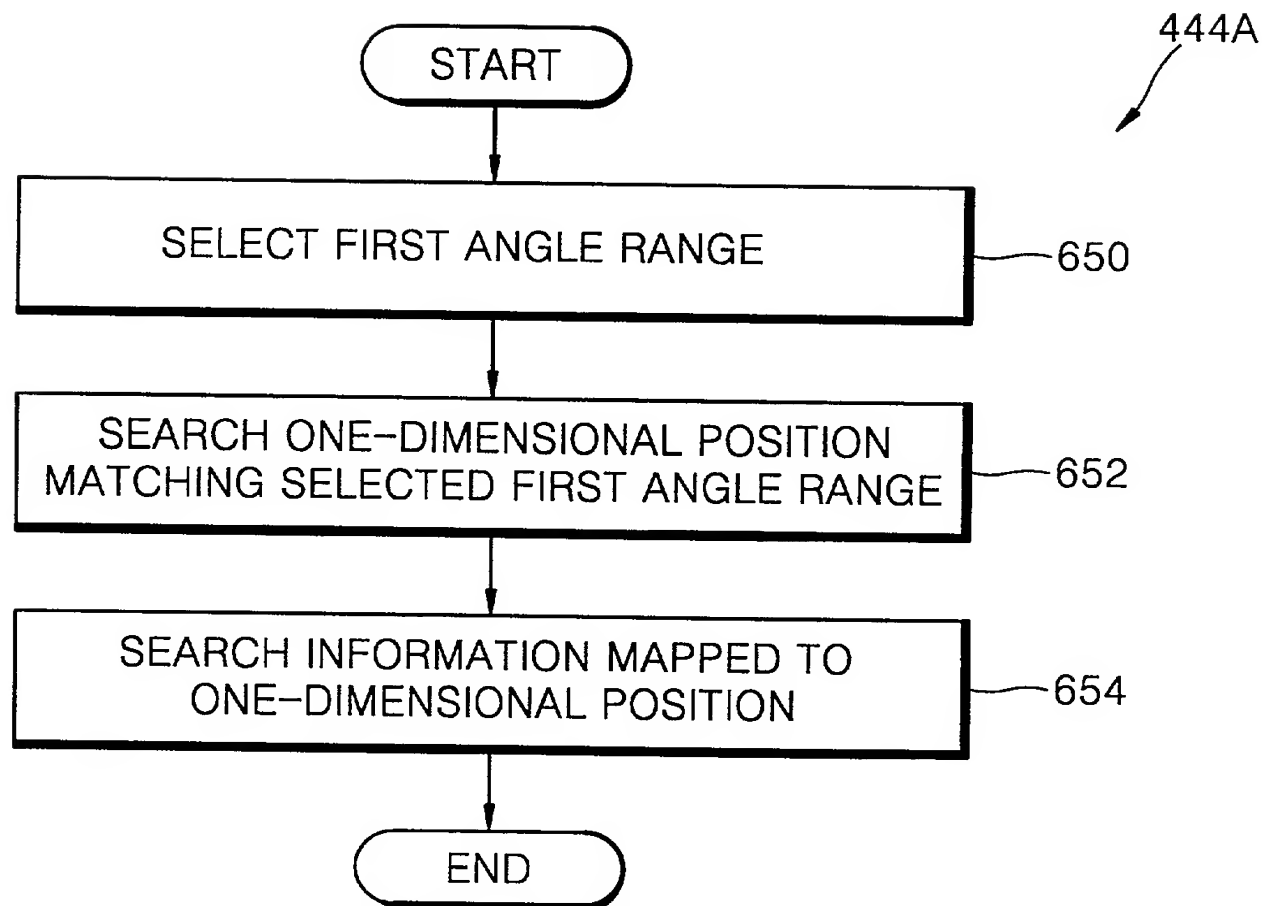 444A
START
SELECT FIRST ANGLE RANGE
650
SEARCH ONE-DIMENSIONAL POSITION
MATCHING SELECTED FIRST ANGLE RANGE
652
SEARCH INFORMATION MAPPED TO
ONE-DIMENSIONAL POSITION
654
END